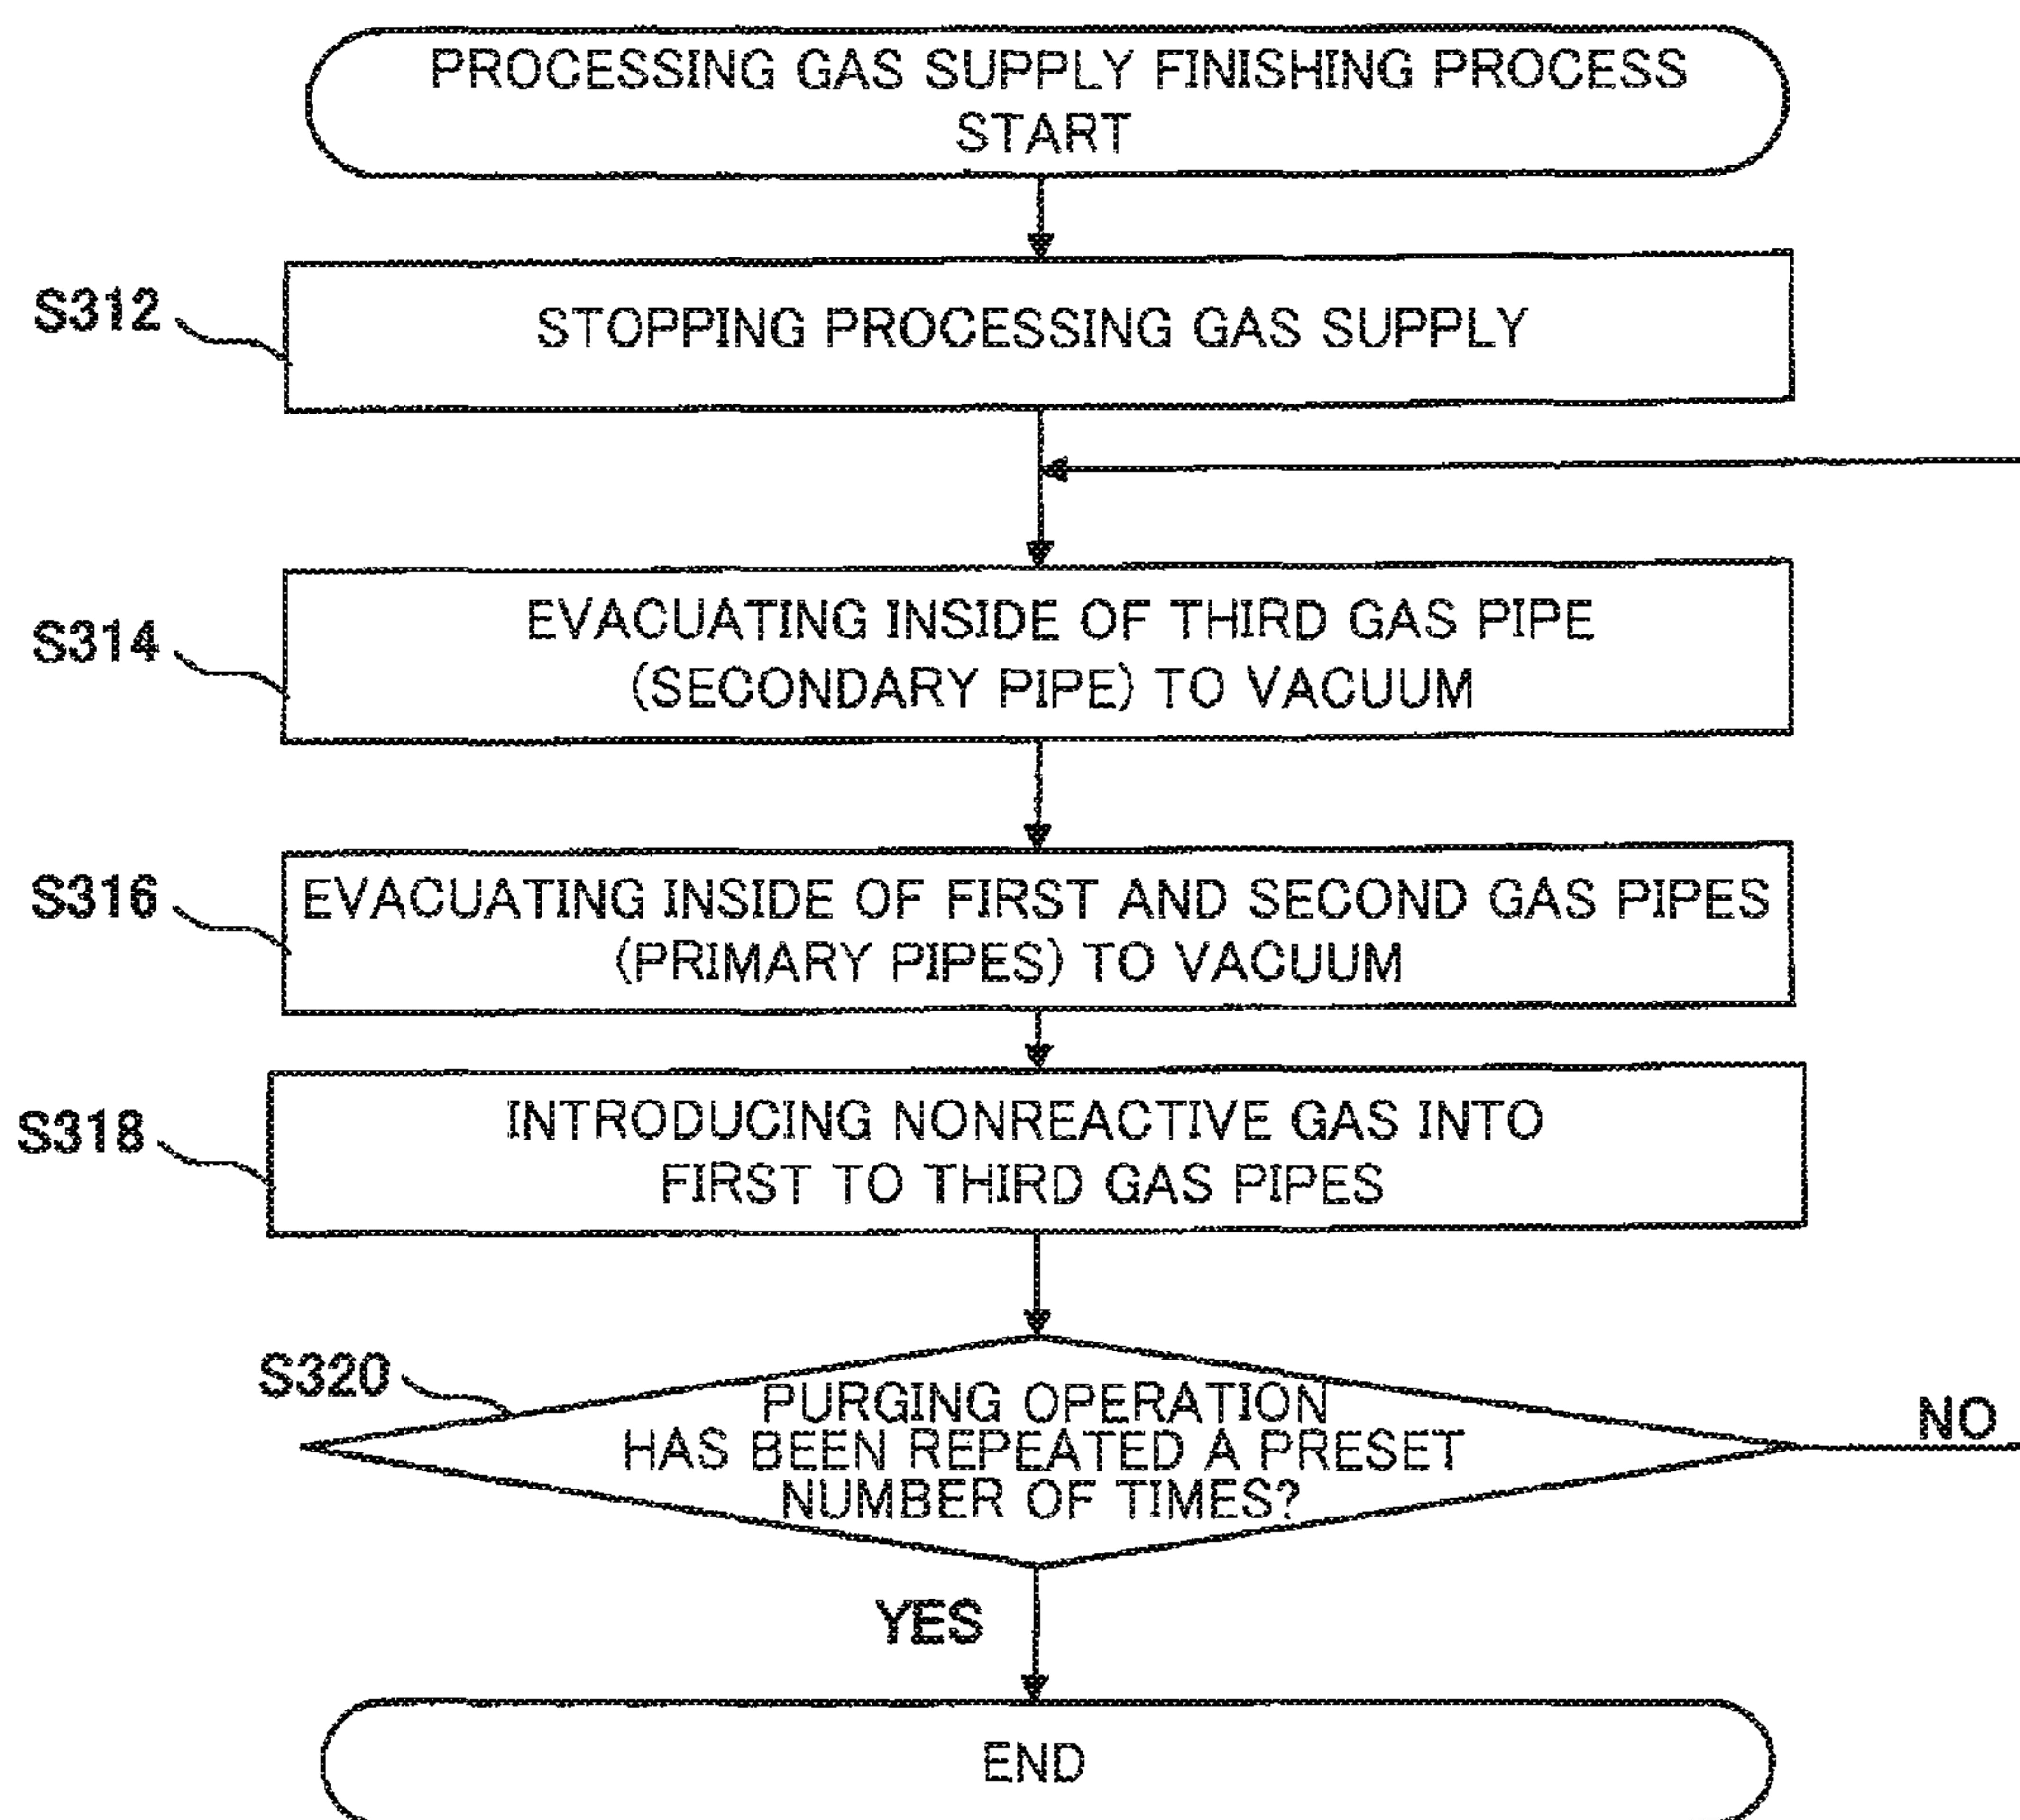 PROCESSING GAS SUPPLY FINISHING PROCESS
START
S312
STOPPING PROCESSING GAS SUPPLY
S314
EVACUATING INSIDE OF THIRD GAS PIPE
(SECONDARY PIPE) TO VACUUM
S316
EVACUATING INSIDE OF FIRST AND SECOND GAS PIPES
(PRIMARY PIPES) TO VACUUM
S318
INTRODUCING NONREACTIVE GAS INTO
FIRST TO THIRD GAS PIPES
S320
PURGING OPERATION
HAS BEEN REPEATED A PRESET
NUMBER OF TIMES?
NO
YES
END